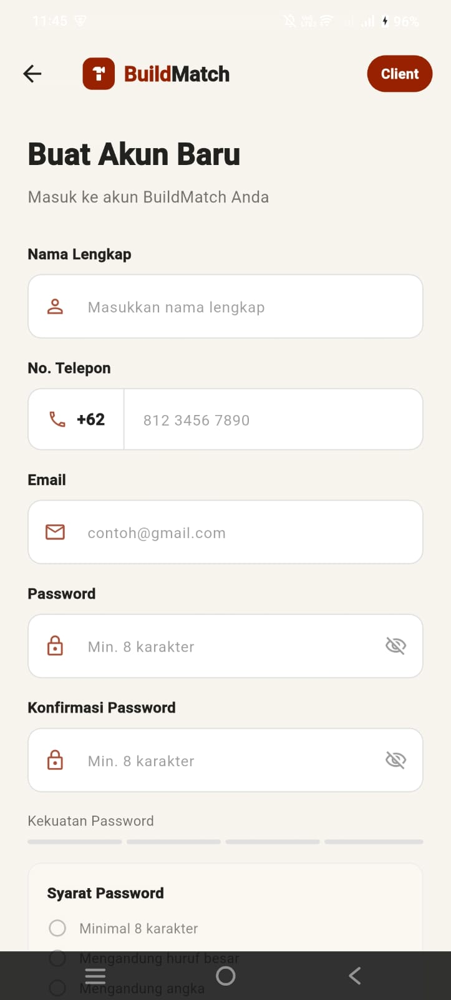 11:45
96%
BuildMatch
Client
Buat Akun Baru
Masuk ke akun BuildMatch Anda
Nama Lengkap
Masukkan nama lengkap
No. Telepon
+62
812 3456 7890
Email
contoh@gmail.com
Password
Min. 8 karakter
Konfirmasi Password
Min. 8 karakter
Kekuatan Password
Syarat Password
Minimal 8 karakter
Mengandung huruf besar
Mengandung angka